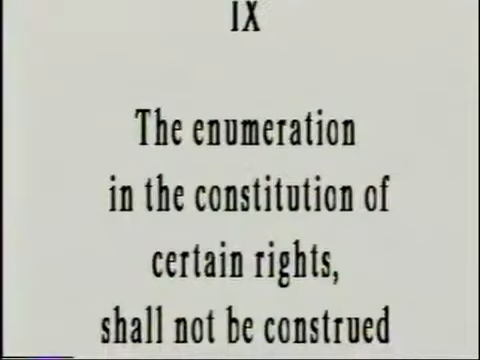 IX
The enumeration
in the constitution of
certain rights,
shall not be construed